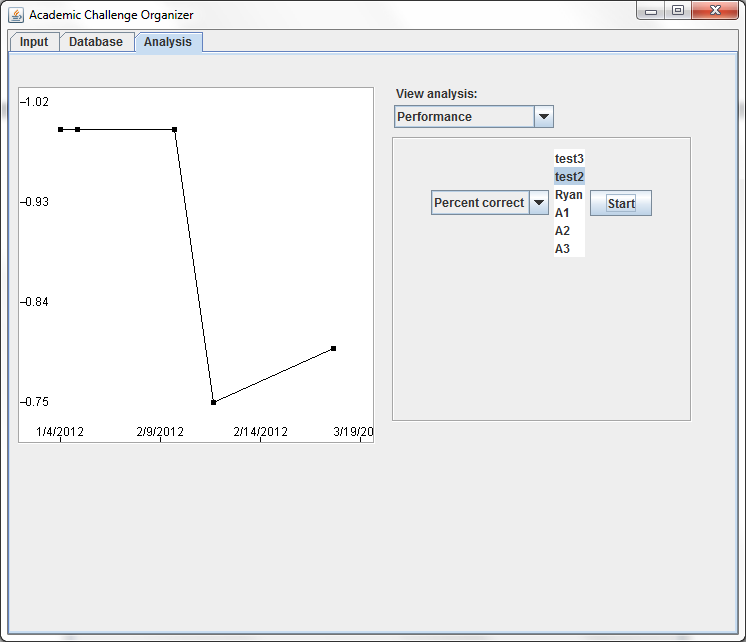 Academic Challenge Organizer
Input Database Analysis
1.02
0.93
0.84
0.75
1/4/2012 2/9/2012 2/14/2012 3/19/20
View analysis:
Performance
Percent correct
test3
test2
Ryan
A1
A2
A3
Start